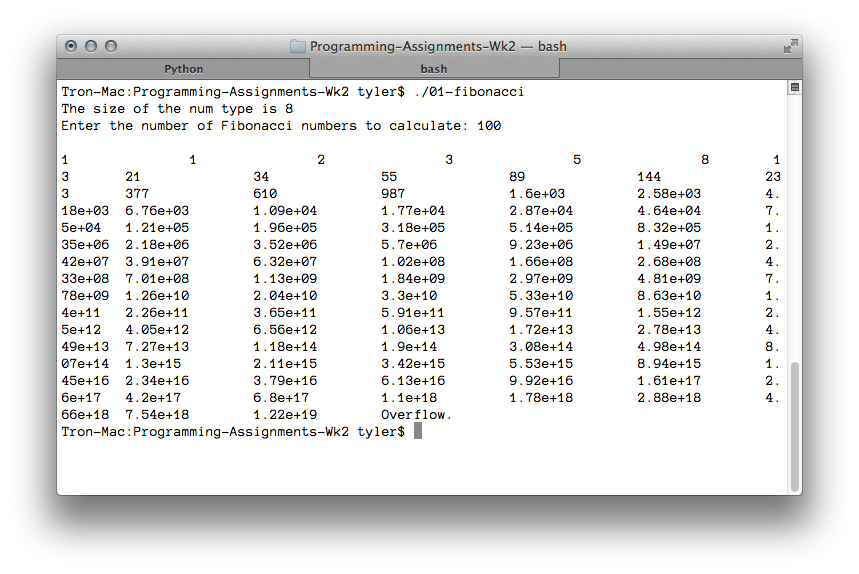 Programming-Assignments-Wk2 — bash
Python bash
Tron-Mac:Programming-Assignments-Wk2 tyler$ ./01-fibonacci
The size of the num type is 8
Enter the number of Fibonacci numbers to calculate: 100
1 1 2 3 5 8 1
3 21 34 55 89 144 23
3 377 610 987 1.6e+03 2.58e+03 4.
18e+03 6.76e+03 1.09e+04 1.77e+04 2.87e+04 4.64e+04 7.
5e+04 1.21e+05 1.96e+05 3.18e+05 5.14e+05 8.32e+05 1.
35e+06 2.18e+06 3.52e+06 5.7e+06 9.23e+06 1.49e+07 2.
42e+07 3.91e+07 6.32e+07 1.02e+08 1.66e+08 2.68e+08 4.
33e+08 7.01e+08 1.13e+09 1.84e+09 2.97e+09 4.81e+09 7.
78e+09 1.26e+10 2.04e+10 3.3e+10 5.33e+10 8.63e+10 1.
4e+11 2.26e+11 3.65e+11 5.91e+11 9.57e+11 1.55e+12 2.
5e+12 4.05e+12 6.56e+12 1.06e+13 1.72e+13 2.78e+13 4.
49e+13 7.27e+13 1.18e+14 1.9e+14 3.08e+14 4.98e+14 8.
07e+14 1.3e+15 2.11e+15 3.42e+15 5.53e+15 8.94e+15 1.
45e+16 2.34e+16 3.79e+16 6.13e+16 9.92e+16 1.61e+17 2.
6e+17 4.2e+17 6.8e+17 1.1e+18 1.78e+18 2.88e+18 4.
66e+18 7.54e+18 1.22e+19 Overflow.
Tron-Mac:Programming-Assignments-Wk2 tyler$